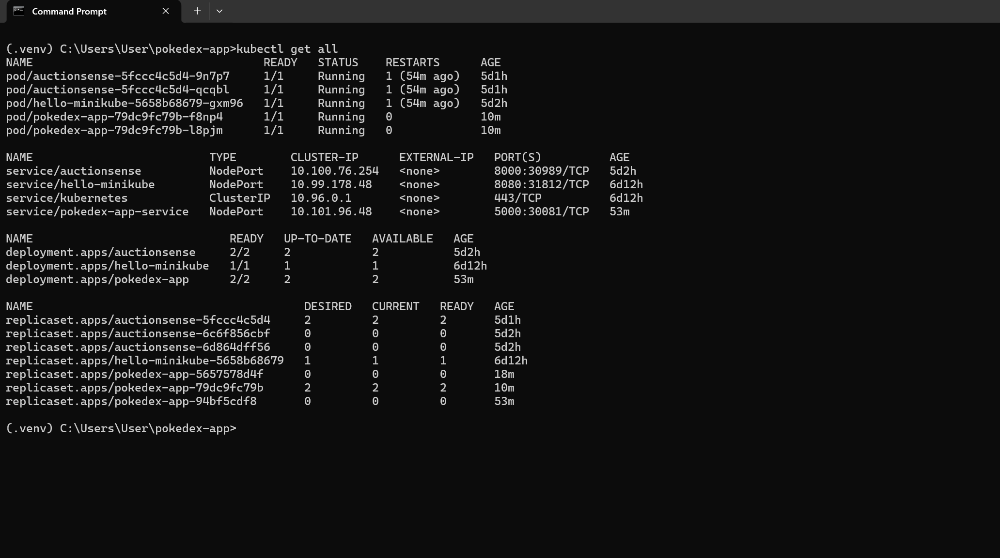 Command Prompt
(.venv) C:\Users\User\pokedex-app>kubectl get all
NAME                                  READY   STATUS    RESTARTS      AGE
pod/auctionsense-5fccc4c5d4-9n7p7     1/1     Running   1 (54m ago)   5d1h
pod/auctionsense-5fccc4c5d4-qcqbl     1/1     Running   1 (54m ago)   5d1h
pod/hello-minikube-5658b68679-gxm96   1/1     Running   1 (54m ago)   5d2h
pod/pokedex-app-79dc9fc79b-f8np4      1/1     Running   0             10m
pod/pokedex-app-79dc9fc79b-l8pjm      1/1     Running   0             10m
NAME                          TYPE        CLUSTER-IP      EXTERNAL-IP   PORT(S)          AGE
service/auctionsense          NodePort    10.100.76.254   <none>        8000:30989/TCP   5d2h
service/hello-minikube        NodePort    10.99.178.48    <none>        8080:31812/TCP   6d12h
service/kubernetes            ClusterIP   10.96.0.1       <none>        443/TCP          6d12h
service/pokedex-app-service   NodePort    10.101.96.48    <none>        5000:30081/TCP   53m
NAME                             READY   UP-TO-DATE   AVAILABLE   AGE
deployment.apps/auctionsense     2/2     2            2           5d2h
deployment.apps/hello-minikube   1/1     1            1           6d12h
deployment.apps/pokedex-app      2/2     2            2           53m
NAME                                        DESIRED   CURRENT   READY   AGE
replicaset.apps/auctionsense-5fccc4c5d4     2         2         2       5d1h
replicaset.apps/auctionsense-6c6f856cbf     0         0         0       5d2h
replicaset.apps/auctionsense-6d864dff56     0         0         0       5d2h
replicaset.apps/hello-minikube-5658b68679   1         1         1       6d12h
replicaset.apps/pokedex-app-5657578d4f      0         0         0       18m
replicaset.apps/pokedex-app-79dc9fc79b      2         2         2       10m
replicaset.apps/pokedex-app-94bf5cdf8       0         0         0       53m
(.venv) C:\Users\User\pokedex-app>